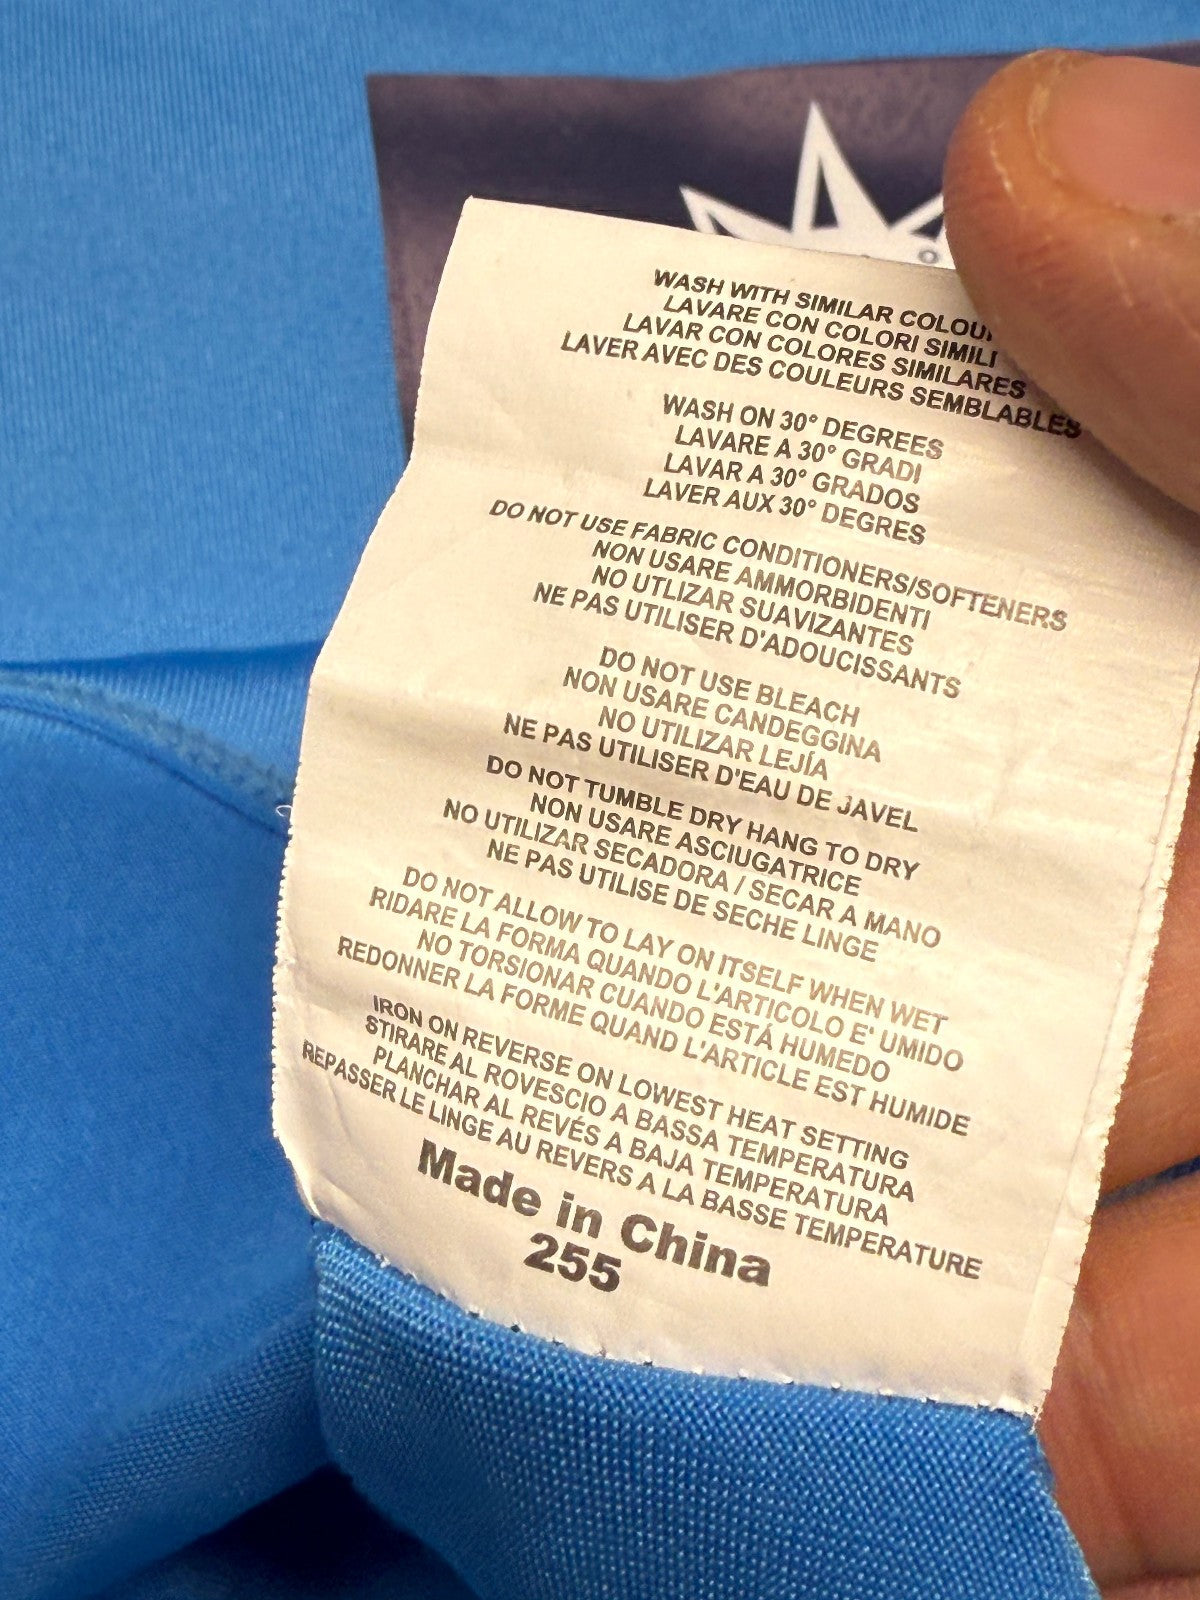 WASH WITH SIMILAR
LAVARE CON COLORI SIMILI
LAVAR CON COLORES SIMILARES
LAVER AVEC DES COULEURS SEMBLABLES
WASH ON 30° DEGREES
LAVARE A 30° GRADI
LAVAR A 30° GRADOS
LAVER AUX 30° DEGRES
DO NOT USE FABRIC CONDITIONERS/SOFTENERS
NON USARE AMMORBIDENTI
NO UTLIZAR SUAVIZANTES
NE PAS UTILISER D'ADOUCISSANTS
DO NOT USE BLEACH
NON USARE CANDEGGINA
NO UTILIZAR LEJÍA
NE PAS UTILISER D'EAU DE JAVEL
DO NOT TUMBLE DRY HANG TO DRY
NON USARE ASCIUGATRICE
NO UTILIZAR SECADORA / SECAR A MANO
NE PAS UTILISE DE SECHE LINGE
DO NOT ALLOW TO LAY ON ITSELF WHEN WET
RIDARE LA FORMA QUANDO L'ARTICOLO E' UMIDO
NO TORSIONAR CUANDO ESTÁ HUMEDO
REDONNER LA FORME QUAND L'ARTICLE EST HUMIDE
IRON ON REVERSE ON LOWEST HEAT SETTING
STIRARE AL ROVESCIO A BASSA TEMPERATURA
PLANCHAR AL REVÉS A BAJA TEMPERATURA
REPASSER LE LINGE AU REVERS A LA BASSE TEMPERATURE
Made in China
255